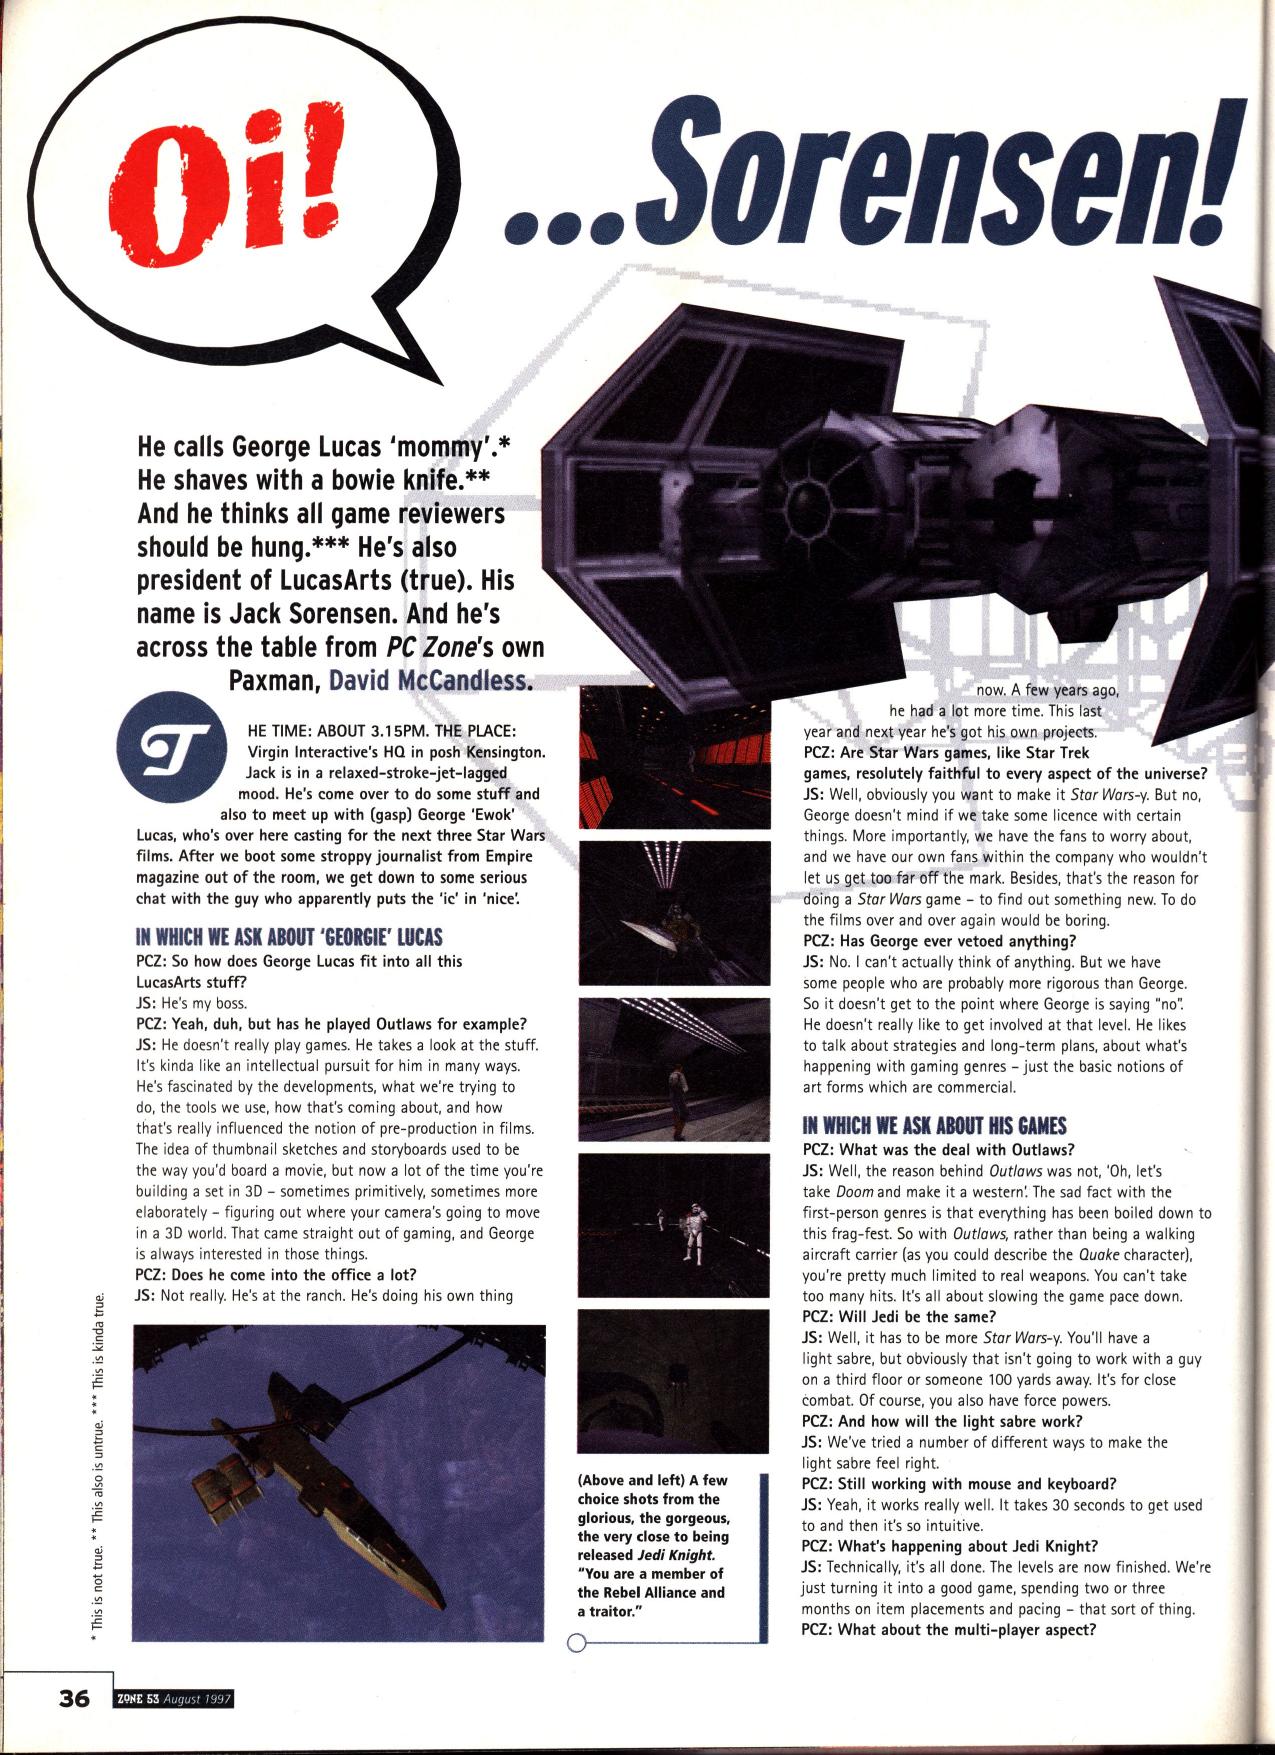 Oi!
...Sorensen!
He calls George Lucas ‘mommy’.*
He shaves with a bowie knife.**
And he thinks all game reviewers
should be hung.*** He’s also
president of LucasArts (true). His
name is Jack Sorensen. And he’s
across the table from PC Zone’s own
Paxman, David McCandless.
THE TIME: ABOUT 3.15PM. THE PLACE:
Virgin Interactive’s HQ in posh Kensington.
Jack is in a relaxed-stroke-jet-lagged
mood. He’s come over to do some stuff and
also to meet up with (gasp) George ‘Ewok’
Lucas, who’s over here casting for the next three Star Wars
films. After we boot some stroppy journalist from Empire
magazine out of the room, we get down to some serious
chat with the guy who apparently puts the ‘ic’ in ‘nice’.
IN WHICH WE ASK ABOUT ‘GEORGIE’ LUCAS
PCZ: So how does George Lucas fit into all this
LucasArts stuff?
JS: He’s my boss.
PCZ: Yeah, duh, but has he played Outlaws for example?
JS: He doesn’t really play games. He takes a look at the stuff.
It’s kinda like an intellectual pursuit for him in many ways.
He’s fascinated by the developments, what we’re trying to
do, the tools we use, how that’s coming about, and how
that’s really influenced the notion of pre-production in films.
The idea of thumbnail sketches and storyboards used to be
the way you’d board a movie, but now a lot of the time you’re
building a set in 3D – sometimes primitively, sometimes more
elaborately – figuring out where your camera’s going to move
in a 3D world. That came straight out of gaming, and George
is always interested in those things.
PCZ: Does he come into the office a lot?
JS: Not really. He’s at the ranch. He’s doing his own thing
now. A few years ago,
he had a lot more time. This last
year and next year he’s got his own projects.
PCZ: Are Star Wars games, like Star Trek
games, resolutely faithful to every aspect of the universe?
JS: Well, obviously you want to make it Star Wars-y. But no,
George doesn’t mind if we take some licence with certain
things. More importantly, we have the fans to worry about,
and we have our own fans within the company who wouldn’t
let us get too far off the mark. Besides, that’s the reason for
doing a Star Wars game – to find out something new. To do
the films over and over again would be boring.
PCZ: Has George ever vetoed anything?
JS: No. I can’t actually think of anything. But we have
some people who are probably more rigorous than George.
So it doesn’t get to the point where George is saying “no”.
He doesn’t really like to get involved at that level. He likes
to talk about strategies and long-term plans, about what’s
happening with gaming genres – just the basic notions of
art forms which are commercial.
IN WHICH WE ASK ABOUT HIS GAMES
PCZ: What was the deal with Outlaws?
JS: Well, the reason behind Outlaws was not, ‘Oh, let’s
take Doom and make it a western’. The sad fact with the
first-person genres is that everything has been boiled down to
this frag-fest. So with Outlaws, rather than being a walking
aircraft carrier (as you could describe the Quake character),
you’re pretty much limited to real weapons. You can’t take
too many hits. It’s all about slowing the game pace down.
PCZ: Will Jedi be the same?
JS: Well, it has to be more Star Wars-y. You’ll have a
light sabre, but obviously that isn’t going to work with a guy
on a third floor or someone 100 yards away. It’s for close
combat. Of course, you also have force powers.
PCZ: And how will the light sabre work?
JS: We’ve tried a number of different ways to make the
light sabre feel right.
PCZ: Still working with mouse and keyboard?
JS: Yeah, it works really well. It takes 30 seconds to get used
to and then it’s so intuitive.
PCZ: What’s happening about Jedi Knight?
JS: Technically, it’s all done. The levels are now finished. We’re
just turning it into a good game, spending two or three
months on item placements and pacing – that sort of thing.
PCZ: What about the multi-player aspect?
(Above and left) A few
choice shots from the
glorious, the gorgeous,
the very close to being
released Jedi Knight.
“You are a member of
the Rebel Alliance and
a traitor.”
* This is not true. ** This also is untrue. *** This is kinda true.
36
ZONE 53 August 1997